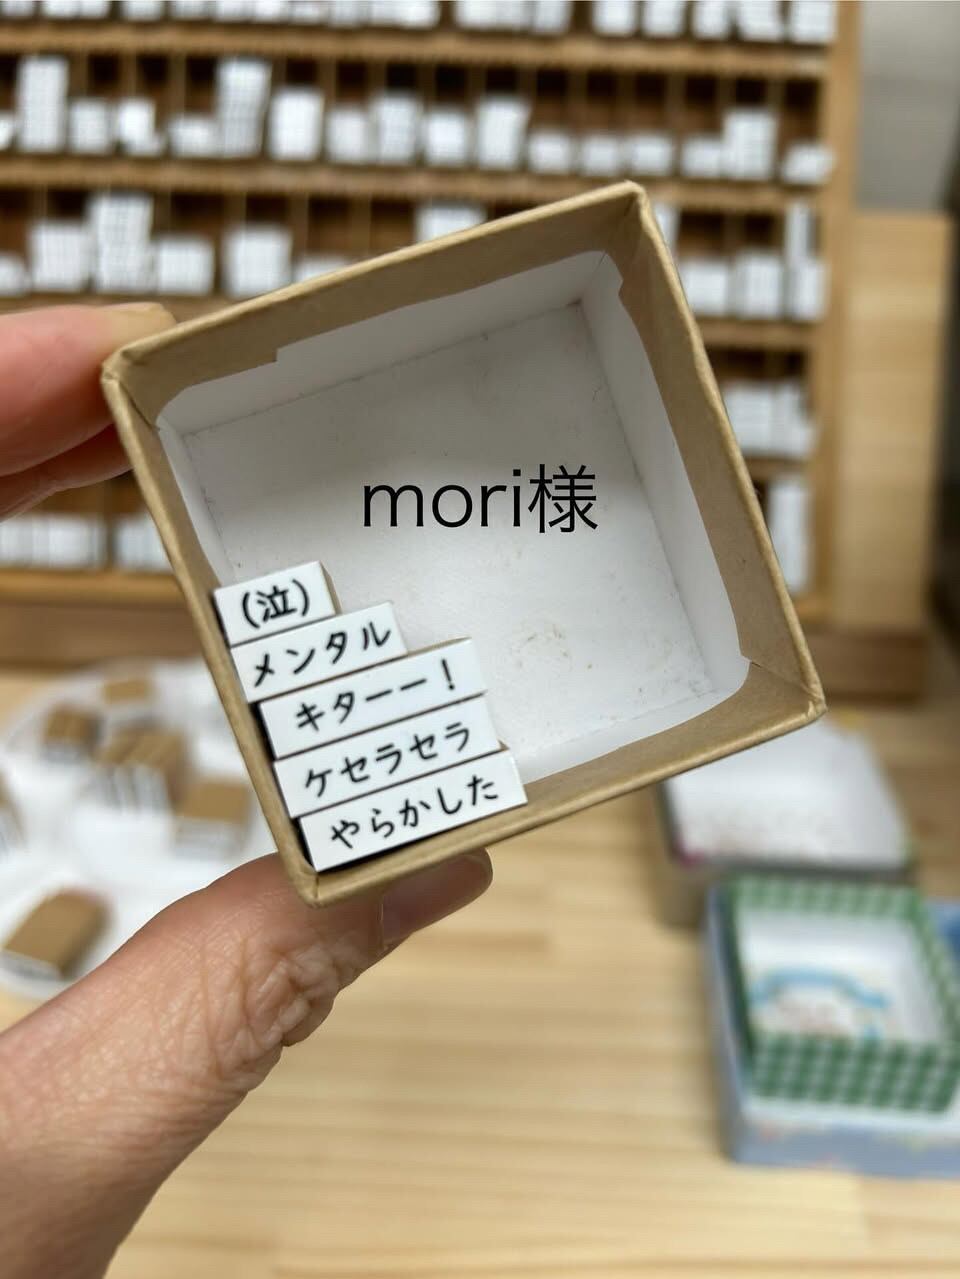 mori様
(泣)
メンタル
キターー！
ケセラセラ
やらかした